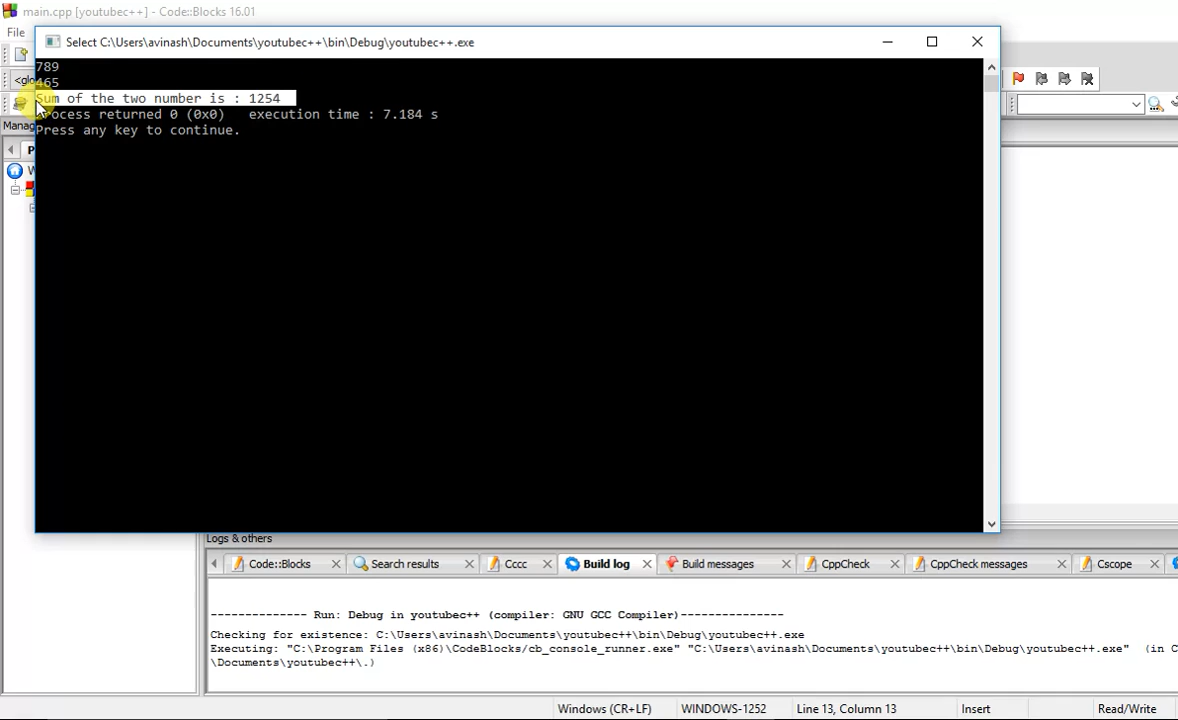 main.cpp [youtubec++] - Code::Blocks 16.01
File
Select C:\Users\avinash\Documents\youtubec++\bin\Debug\youtubec++.exe
789
465
Sum of the two number is : 1254
Process returned 0 (0x0)   execution time : 7.184 s
Press any key to continue.
<glo
Manag
P
W
Logs & others
Code::Blocks
Search results
Cccc
Build log
Build messages
CppCheck
CppCheck messages
Cscope
-------------- Run: Debug in youtubec++ (compiler: GNU GCC Compiler)---------------
Checking for existence: C:\Users\avinash\Documents\youtubec++\bin\Debug\youtubec++.exe
Executing: "C:\Program Files (x86)\CodeBlocks/cb_console_runner.exe" "C:\Users\avinash\Documents\youtubec++\bin\Debug\youtubec++.exe"  (in C
\Documents\youtubec++\.)
Windows (CR+LF)
WINDOWS-1252
Line 13, Column 13
Insert
Read/Write